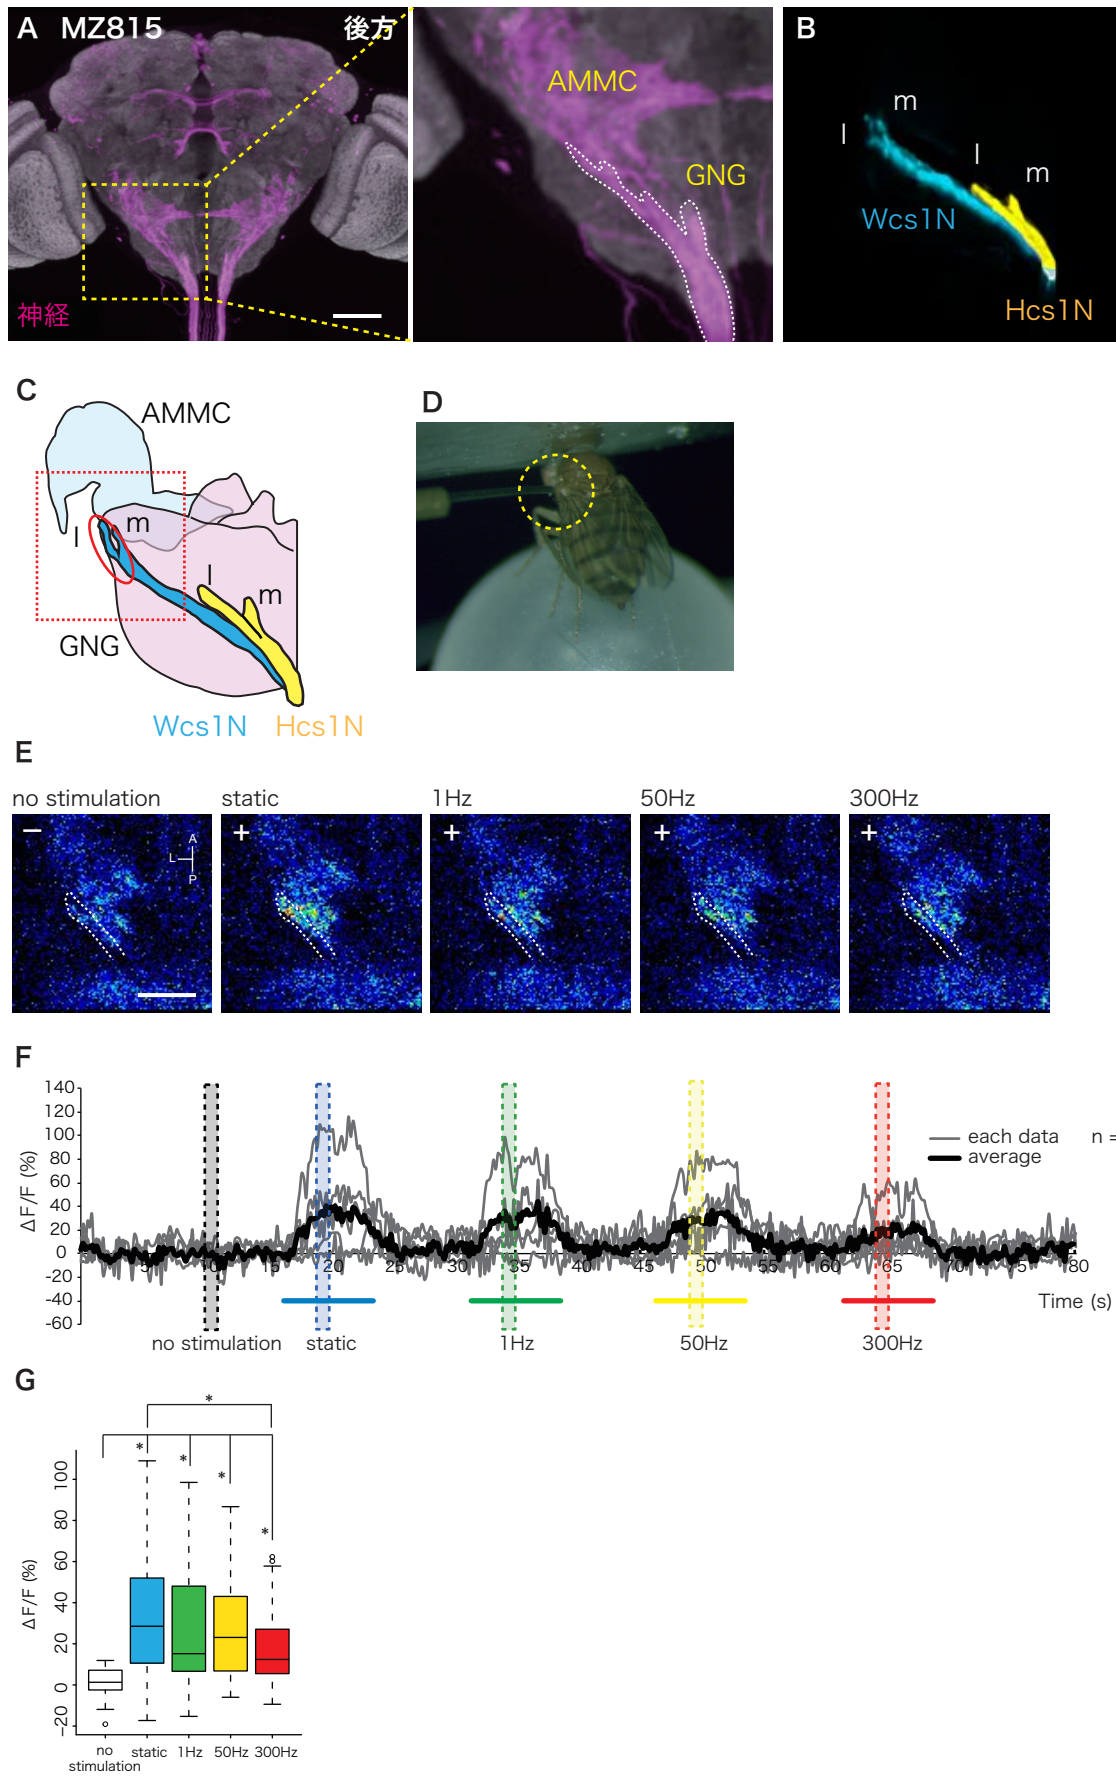 A MZ815 後方
神経
AMMC
GNG
B
m
l
l
m
Wcs1N
Hcs1N
C
AMMC
m
l
l
m
GNG
Wcs1N Hcs1N
D
E
no stimulation static 1Hz 50Hz 300Hz
− + + + +
A
L
P
F
140
120
100
80
60
40
20
0
-20
-40
-60
ΔF/F (%)
5 10 15 20 25 30 35 40 45 50 55 60 65 70 75 80
Time (s)
each data n =
average
no stimulation static 1Hz 50Hz 300Hz
G
*
* * * *
100
80
60
40
20
0
−20
ΔF/F (%)
no stimulation static 1Hz 50Hz 300Hz